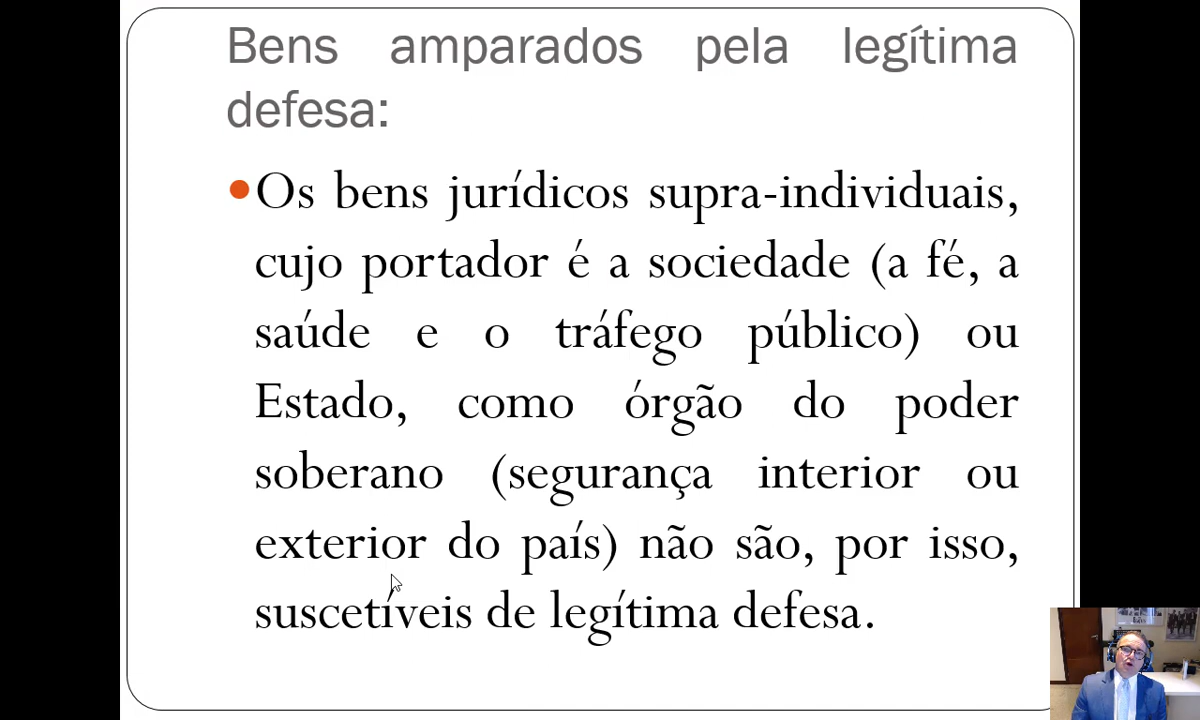 Bens amparados pela legítima
defesa:
•Os bens jurídicos supra-individuais,
cujo portador é a sociedade (a fé, a
saúde e o tráfego público) ou
Estado, como órgão do poder
soberano (segurança interior ou
exterior do país) não são, por isso,
suscetíveis de legítima defesa.